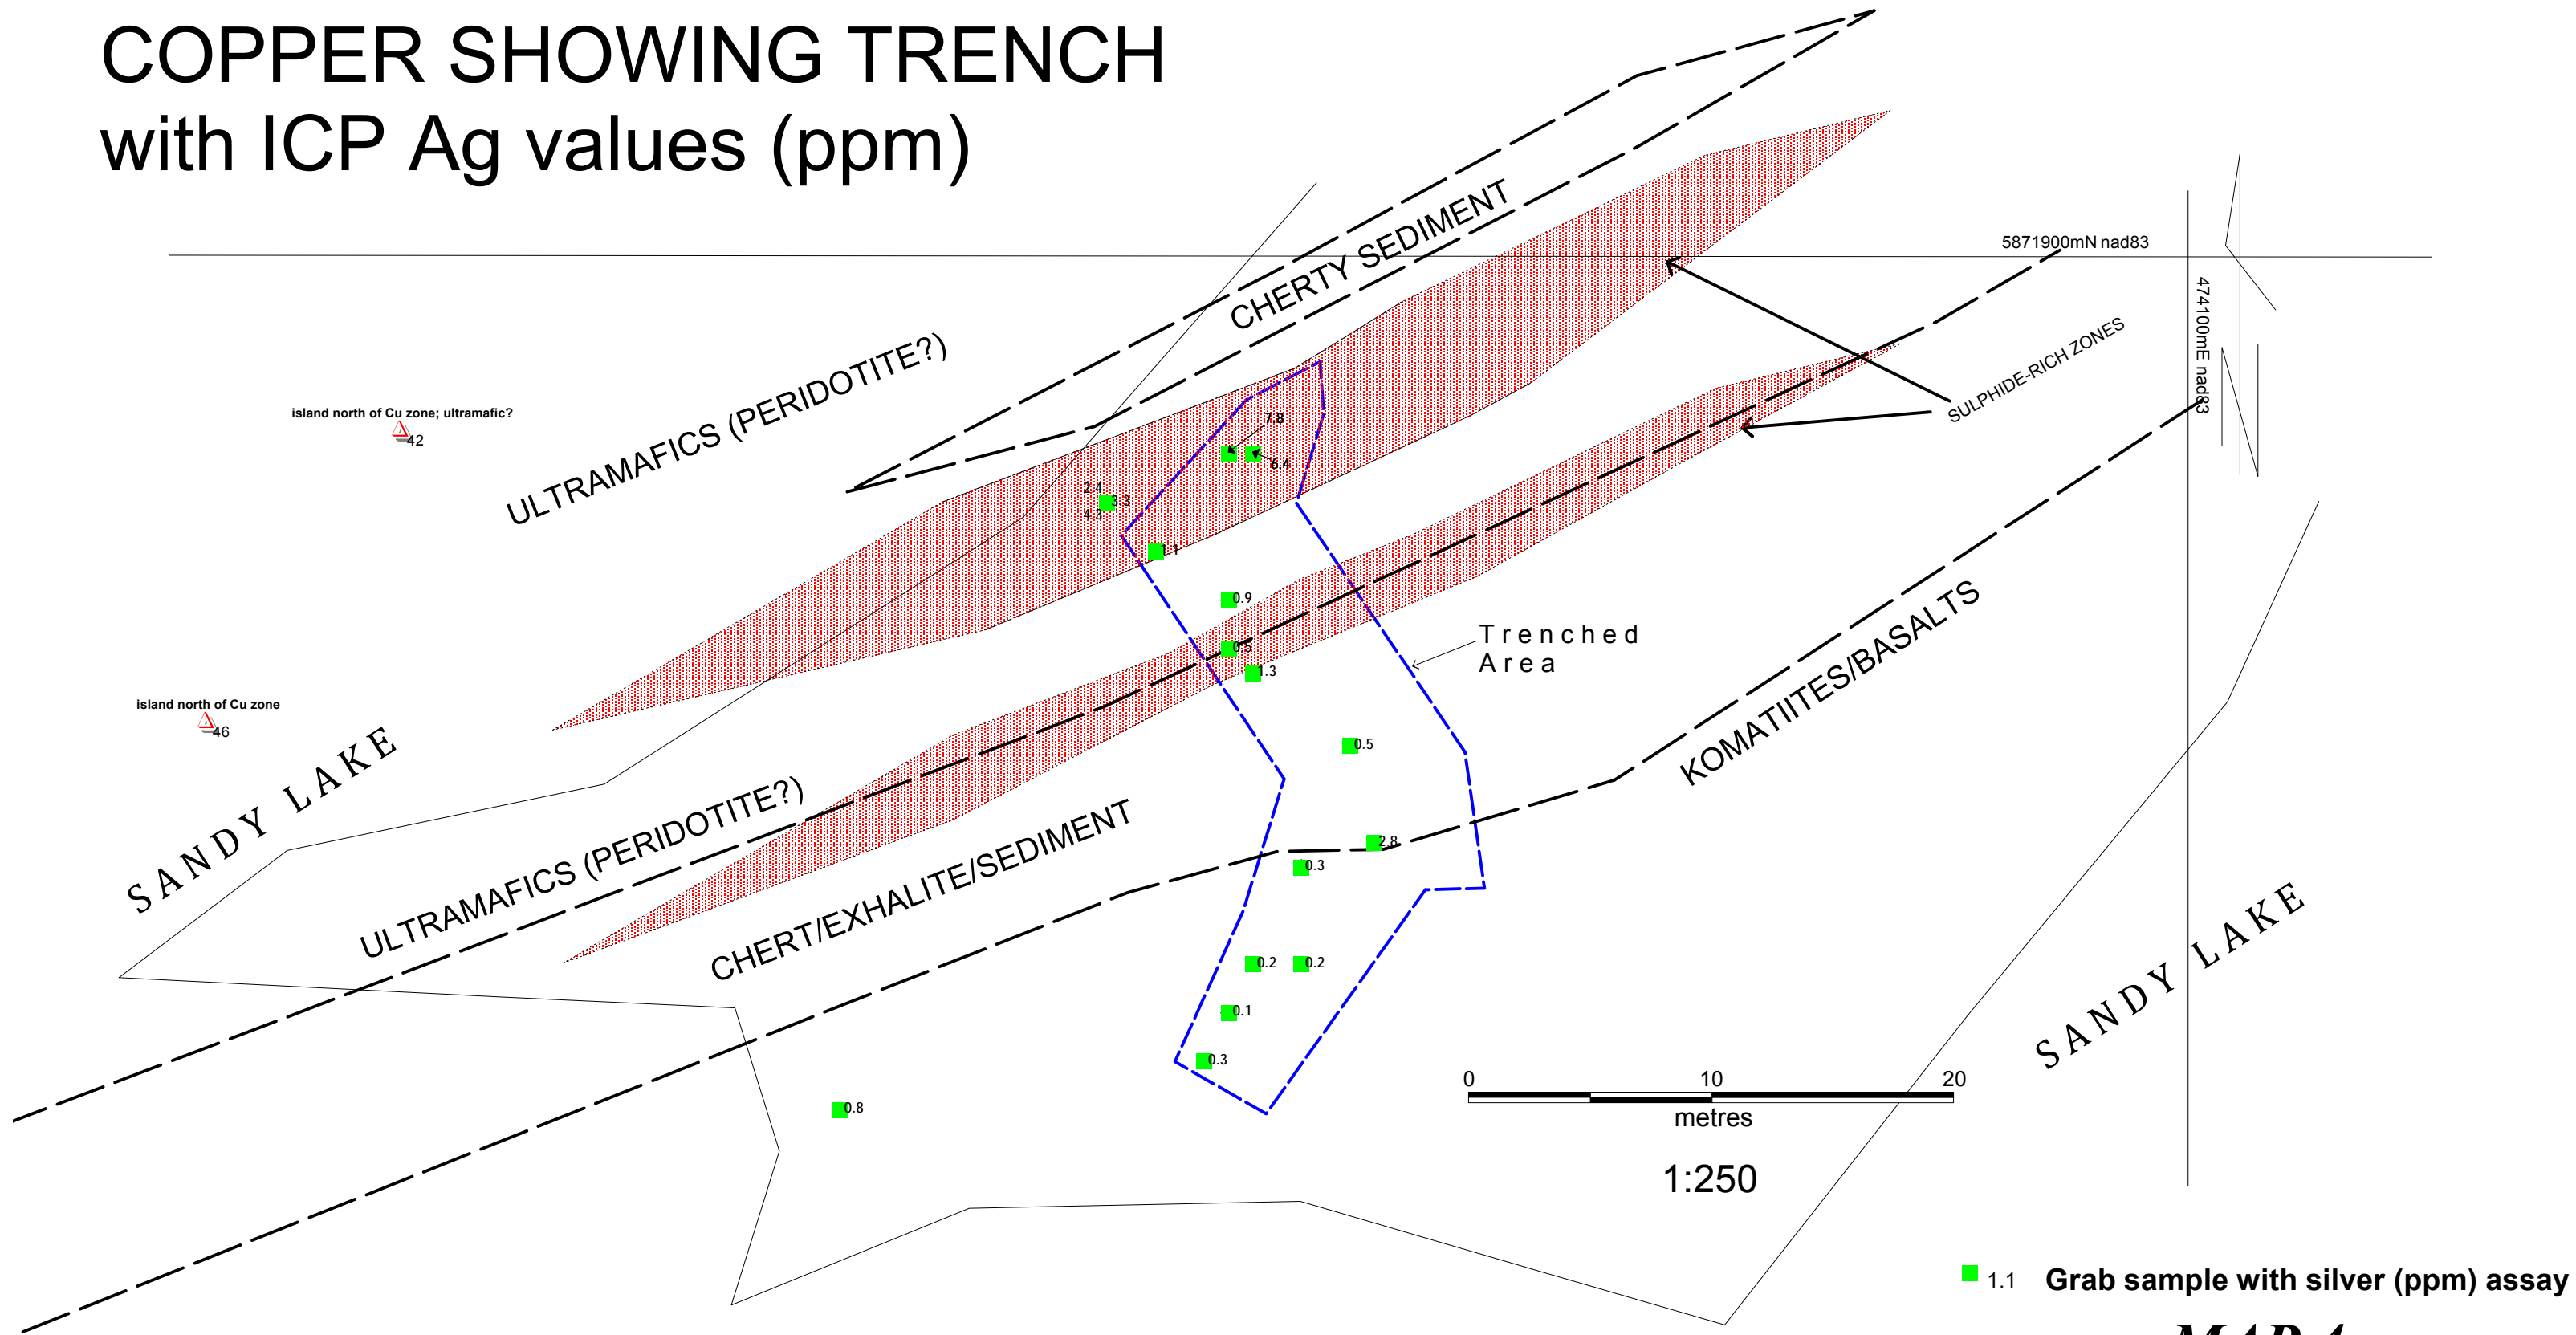 COPPER SHOWING TRENCH
with ICP Ag values (ppm)
CHERTY SEDIMENT
5871900mN nad83
474100mE nad83
SULPHIDE-RICH ZONES
ULTRAMAFICS (PERIDOTITE?)
island north of Cu zone; ultramafic?
42
7.8
6.4
2.4
3.3
4.3
1.1
0.9
0.5
1.3
Trenched
Area
island north of Cu zone
46
SANDY LAKE
KOMATIITES/BASALTS
0.5
ULTRAMAFICS (PERIDOTITE?)
CHERT/EXHALITE/SEDIMENT
2.8
0.3
0.2
0.2
0.1
0.3
0.8
SANDY LAKE
0 10 20
metres
1:250
1.1 Grab sample with silver (ppm) assay